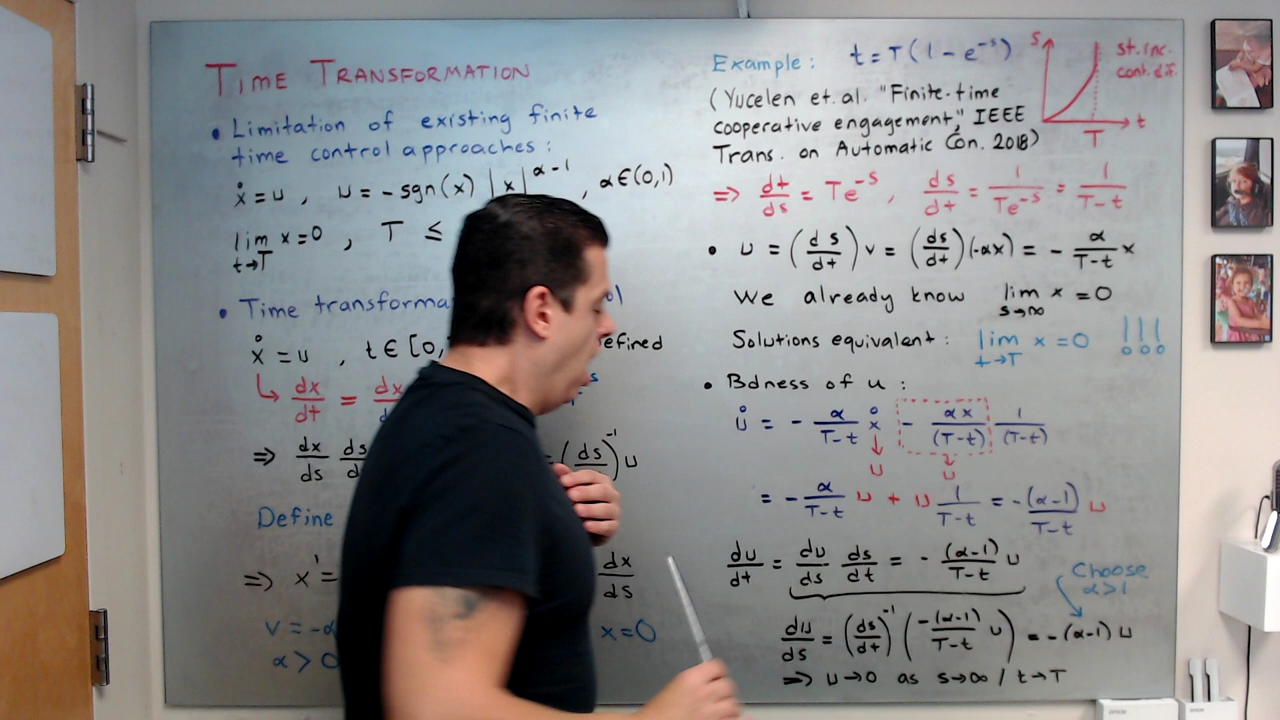 TIME TRANSFORMATION
• Limitation of existing finite
time control approaches:
ẋ = u , u = -sgn(x) |x|^{α-1} , α∈(0,1)
lim x=0 , T ≤
t→T
• Time transforma
ẋ = u , t ∈ [0, efined
↳ dx/dt = dx
⇒ dx/ds ds = (ds)^{-1} u
Define
⇒ x' = dx/ds
v = -α x=0
α > 0
Example: t = T(1 - e^{-s})
(Yucelen et. al. "Finite-time
cooperative engagement," IEEE
Trans. on Automatic Con. 2018)
s
st. inc.
cont. dif.
t
T
⇒ dt/ds = Te^{-s} , ds/dt = 1/Te^{-s} = 1/T-t
• u = (ds/dt) v = (ds/dt)(-αx) = - α/T-t x
We already know lim x = 0
s→∞
Solutions equivalent: lim x = 0 !!!
t→T
• Bdness of u :
u̇ = - α/T-t ẋ - αx/(T-t) 1/(T-t)
↓ u ↓ u
= - α/T-t u + u 1/T-t = -(α-1)/T-t u
du/dt = du/ds ds/dt = - (α-1)/T-t u
Choose
α>1
du/ds = (ds/dt)^{-1} (-(α-1)/T-t u) = -(α-1) u
⇒ u→0 as s→∞ / t→T
EPSON
EPSON